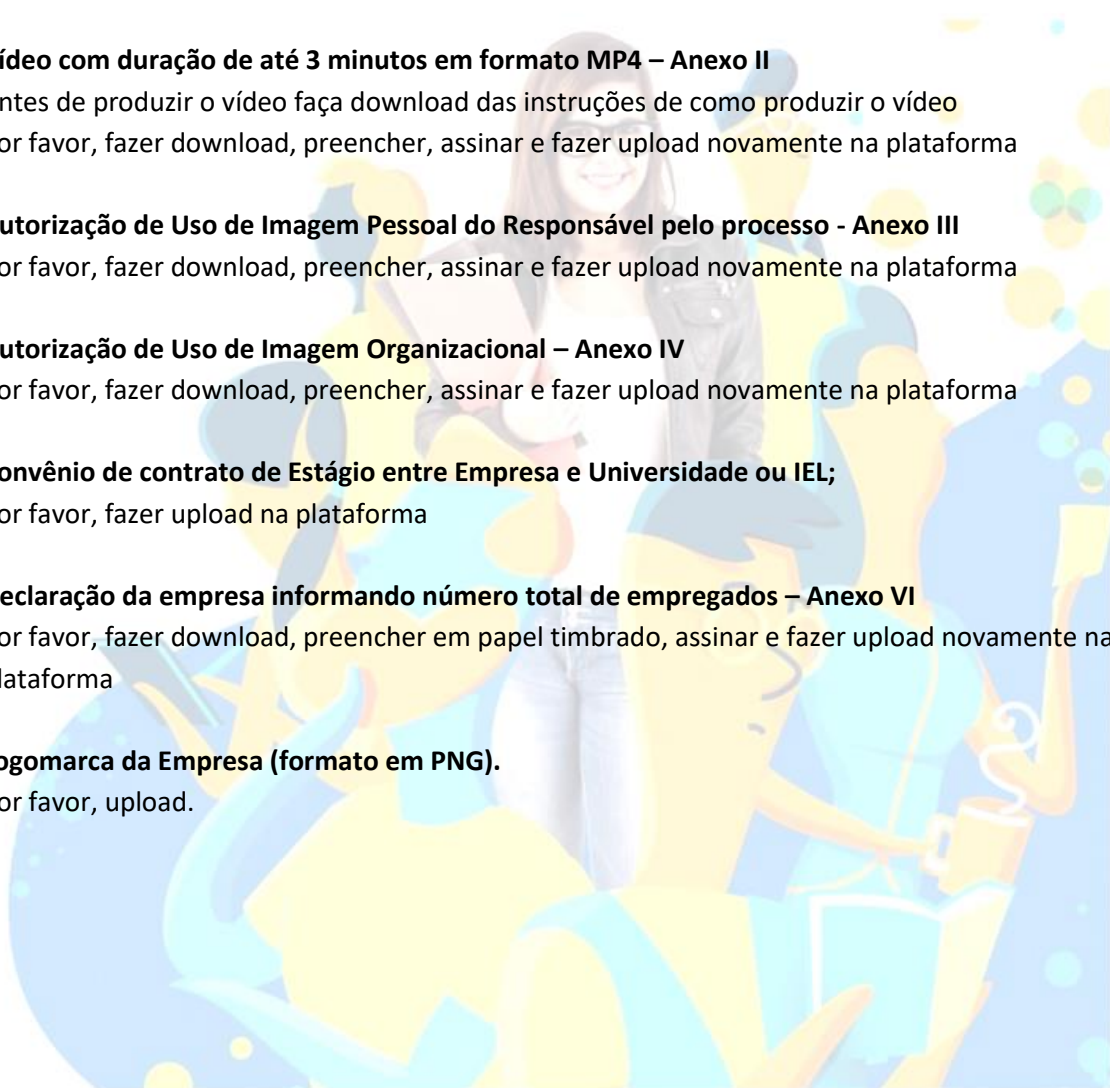 ídeo com duração de até 3 minutos em formato MP4 – Anexo II
ntes de produzir o vídeo faça download das instruções de como produzir o vídeo
or favor, fazer download, preencher, assinar e fazer upload novamente na plataforma
utorização de Uso de Imagem Pessoal do Responsável pelo processo - Anexo III
or favor, fazer download, preencher, assinar e fazer upload novamente na plataforma
utorização de Uso de Imagem Organizacional – Anexo IV
or favor, fazer download, preencher, assinar e fazer upload novamente na plataforma
onvênio de contrato de Estágio entre Empresa e Universidade ou IEL;
or favor, fazer upload na plataforma
eclaração da empresa informando número total de empregados – Anexo VI
or favor, fazer download, preencher em papel timbrado, assinar e fazer upload novamente na
lataforma
ogomarca da Empresa (formato em PNG).
or favor, upload.